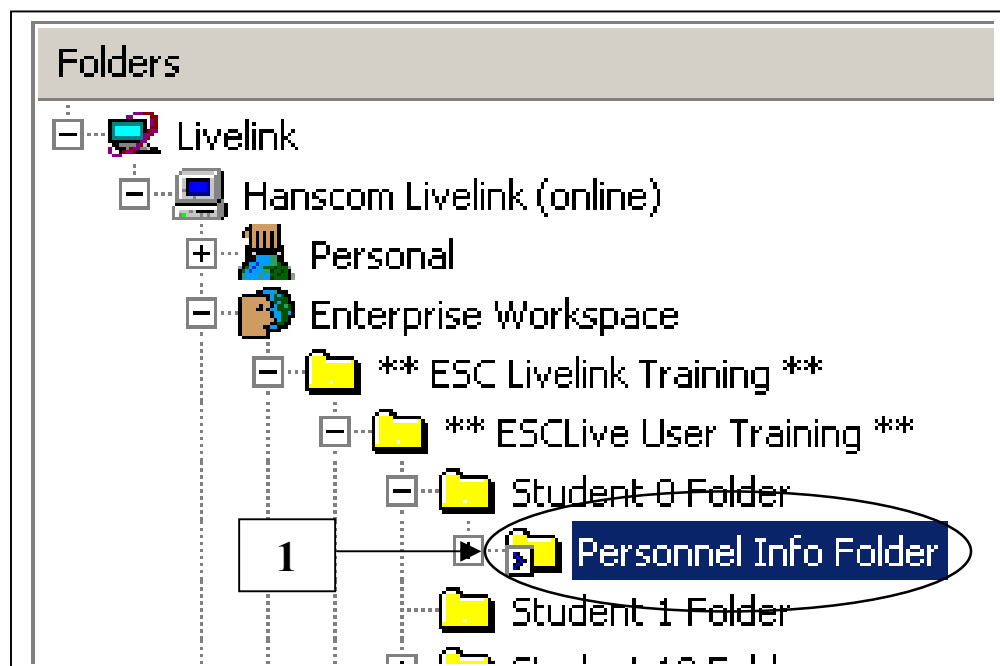 Folders
Livelink
Hanscom Livelink (online)
Personal
Enterprise Workspace
** ESC Livelink Training **
** ESCLive User Training **
Student 0 Folder
1 Personnel Info Folder
Student 1 Folder